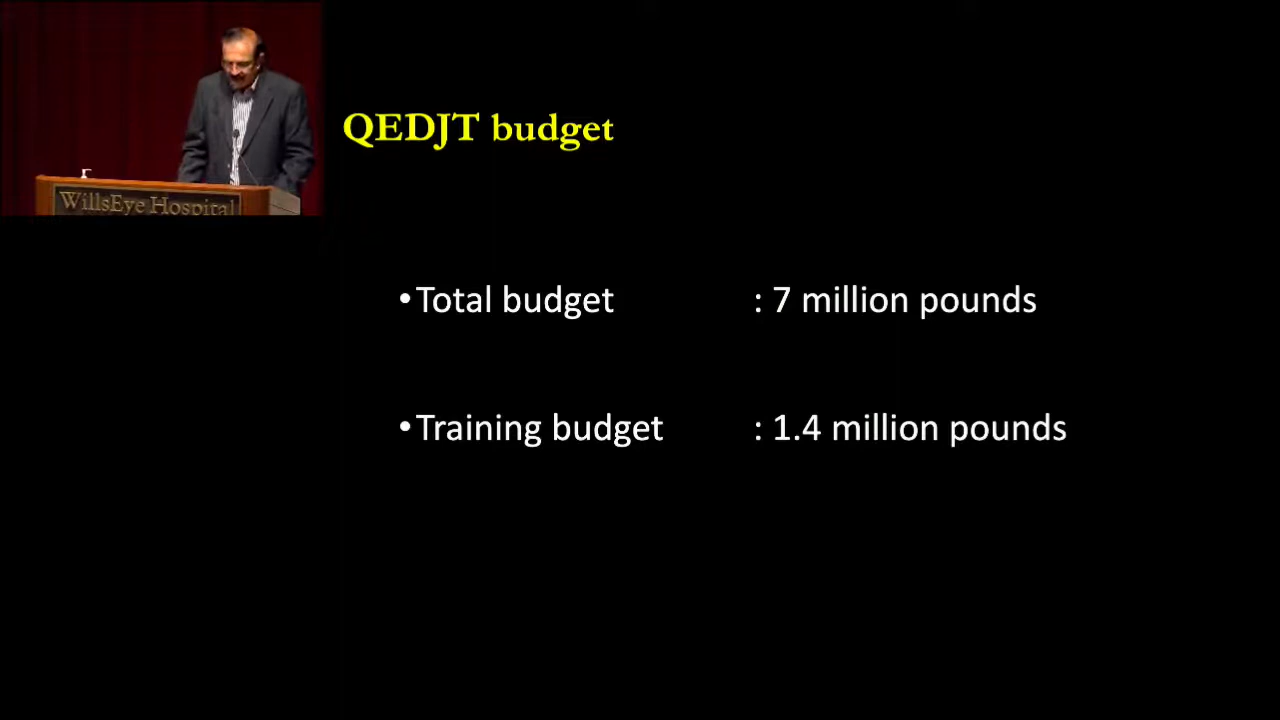 WillsEye Hospital
QEDJT budget
•Total budget : 7 million pounds
•Training budget : 1.4 million pounds